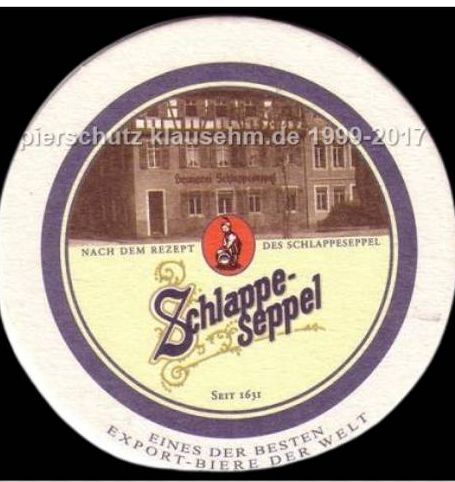 pierschutz klausehm.de 1999-2017
Brauerei Schlappeseppel
NACH DEM REZEPT DES SCHLAPPESEPPEL
Schlappe-
Seppel
SEIT 1631
EINES DER BESTEN
EXPORT-BIERE DER WELT